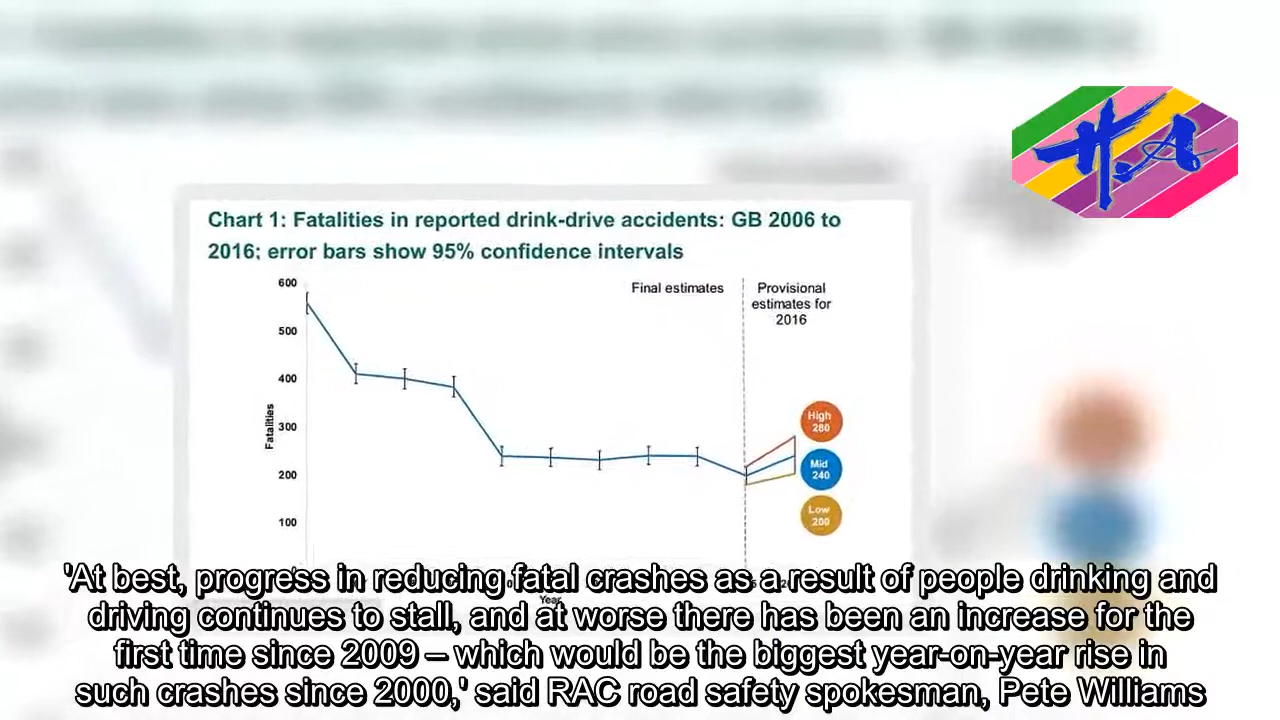 Chart 1: Fatalities in reported drink-drive accidents: GB 2006 to
2016; error bars show 95% confidence intervals
600
Final estimates
Provisional
estimates for
2016
500
400
Fatalities
300
High
280
Mid
240
200
Low
200
100
Year
'At best, progress in reducing fatal crashes as a result of people drinking and
driving continues to stall, and at worse there has been an increase for the
first time since 2009 – which would be the biggest year-on-year rise in
such crashes since 2000,' said RAC road safety spokesman, Pete Williams
H.A